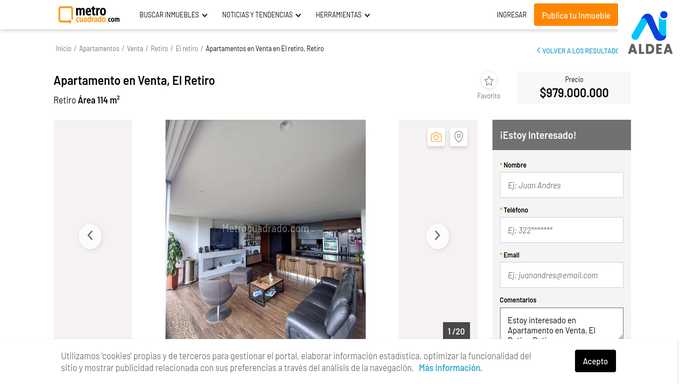 metro
cuadrado.com
BUSCAR INMUEBLES
NOTICIAS Y TENDENCIAS
HERRAMIENTAS
INGRESAR
Publica tu Inmueble
ALDEA
Inicio / Apartamentos / Venta / Retiro / El retiro / Apartamentos en Venta en El retiro, Retiro
VOLVER A LOS RESULTAD
Apartamento en Venta, El Retiro
Retiro Área 114 m²
Favorito
Precio
$979.000.000
Metrocuadrado.com
1 / 20
¡Estoy Interesado!
* Nombre
Ej: Juan Andres
* Teléfono
Ej: 322*******
* Email
Ej: juanandres@email.com
Comentarios
Estoy interesado en
Apartamento en Venta, El
Utilizamos 'cookies' propias y de terceros para gestionar el portal, elaborar información estadística, optimizar la funcionalidad del
sitio y mostrar publicidad relacionada con sus preferencias a través del análisis de la navegación. Más información.
Acepto